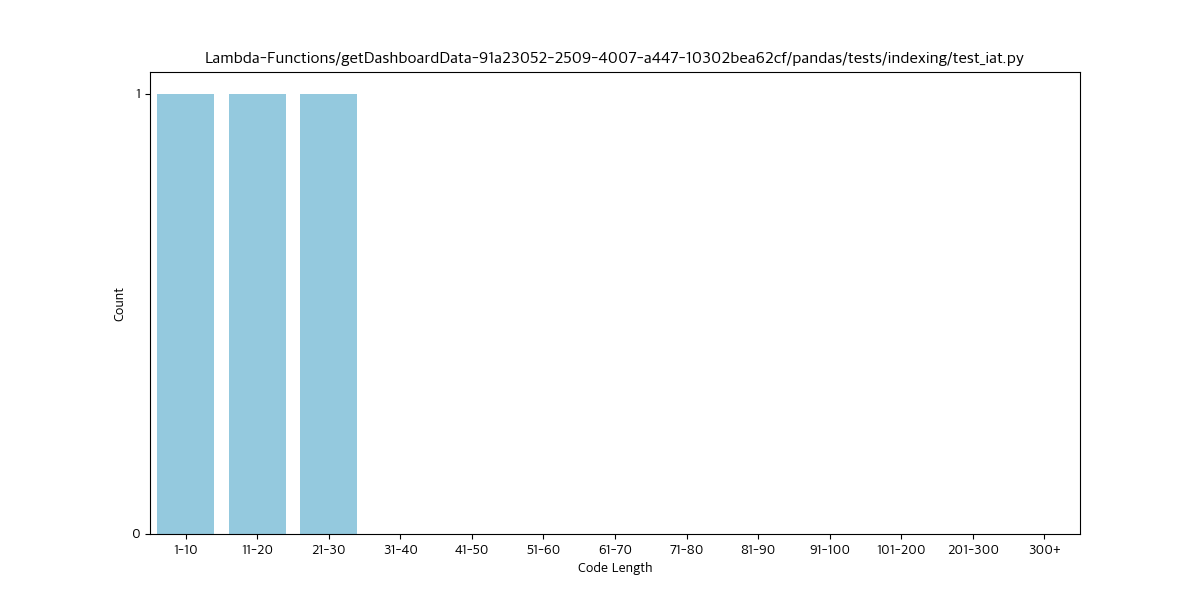 Lambda-Functions/getDashboardData-91a23052-2509-4007-a447-10302bea62cf/pandas/tests/indexing/test_iat.py
1
Count
0
1-10 11-20 21-30 31-40 41-50 51-60 61-70 71-80 81-90 91-100 101-200 201-300 300+
Code Length